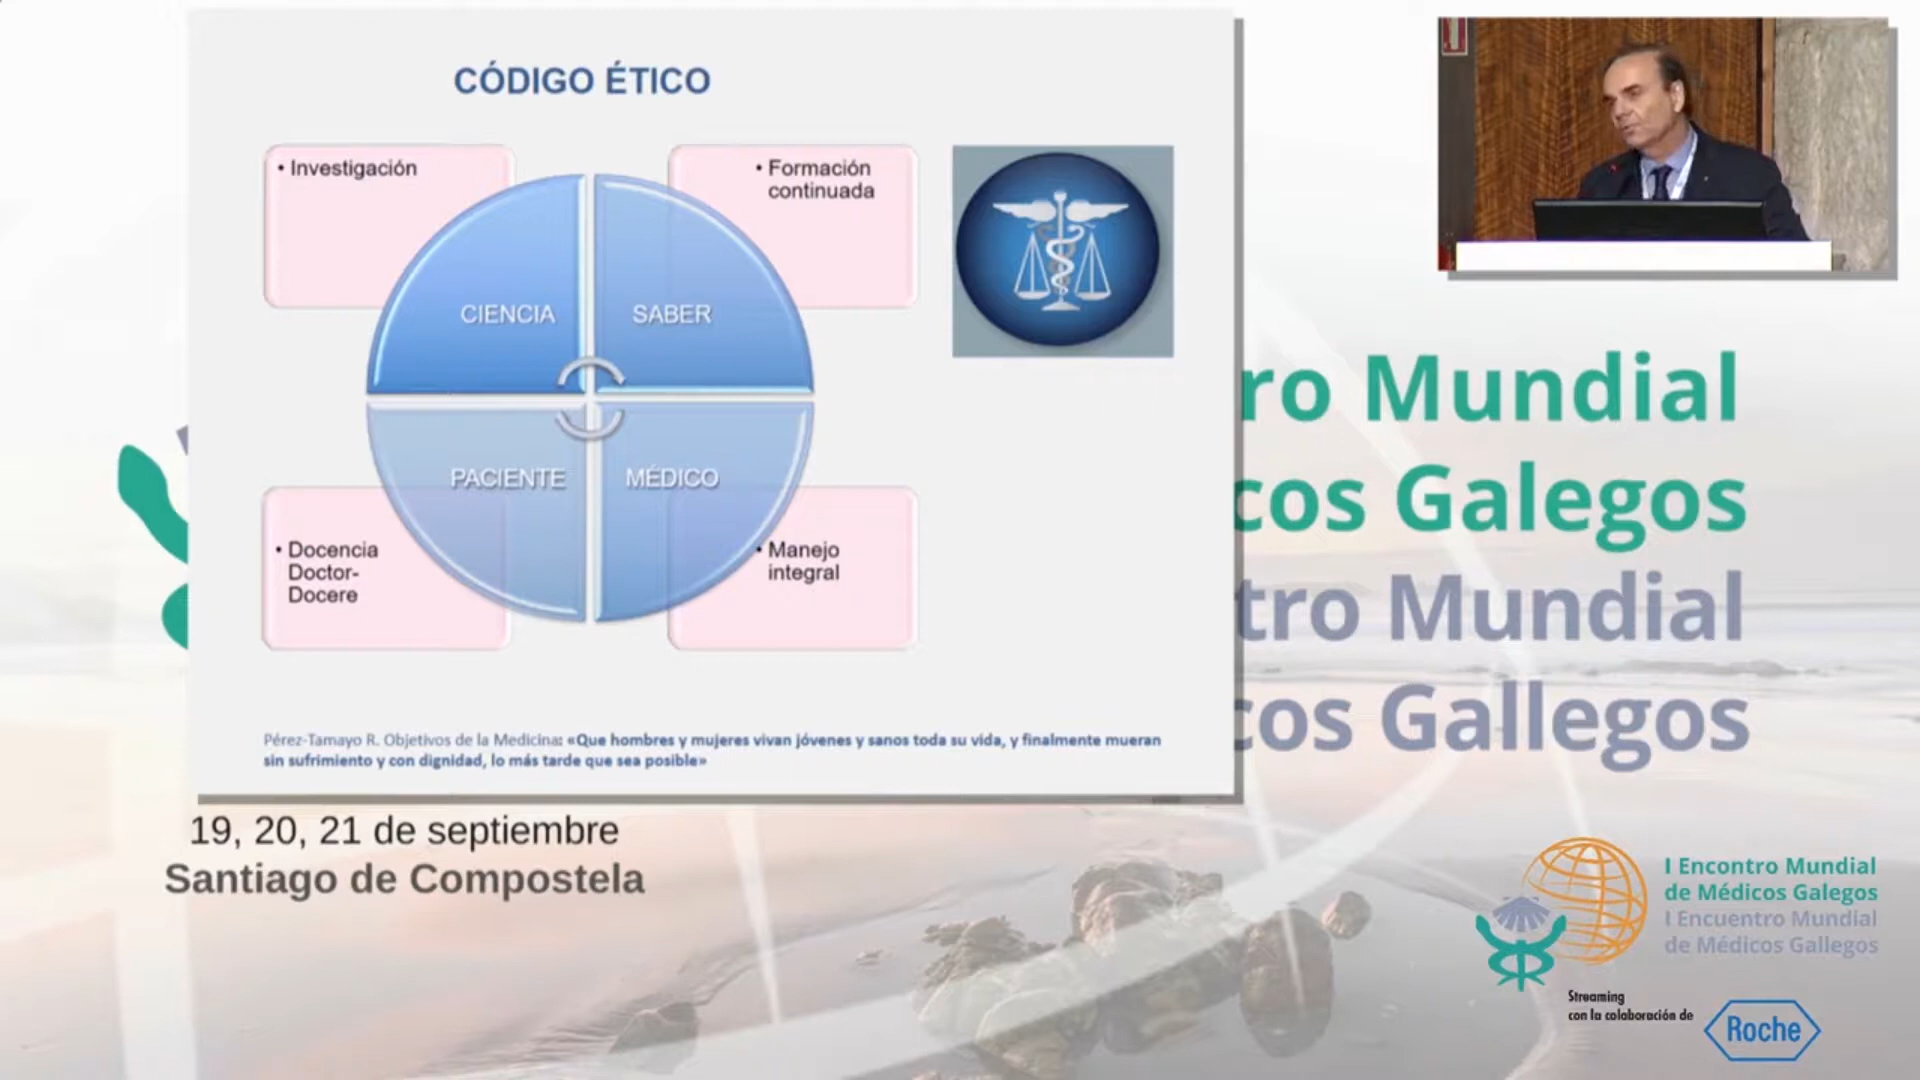 CÓDIGO ÉTICO
• Investigación
• Formación
continuada
CIENCIA
SABER
PACIENTE
MÉDICO
• Docencia
Doctor-
Docere
• Manejo
integral
Pérez-Tamayo R. Objetivos de la Medicina: «Que hombres y mujeres vivan jóvenes y sanos toda su vida, y finalmente mueran
sin sufrimiento y con dignidad, lo más tarde que sea posible»
ro Mundial
cos Galegos
tro Mundial
cos Gallegos
19, 20, 21 de septiembre
Santiago de Compostela
I Encontro Mundial
de Médicos Galegos
I Encuentro Mundial
de Médicos Gallegos
Streaming
con la colaboración de
Roche